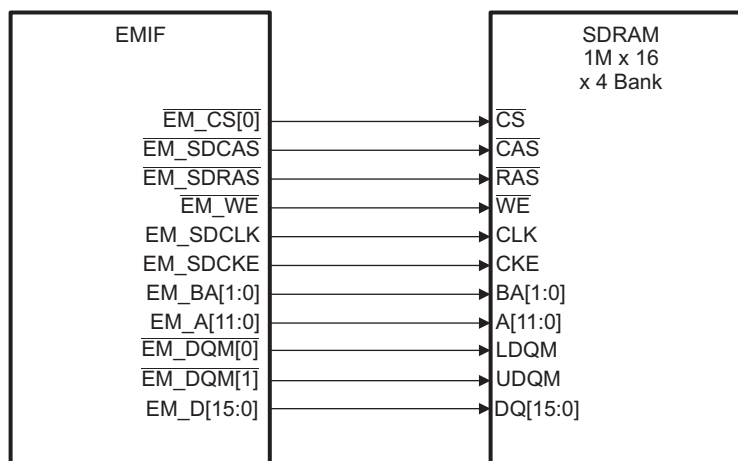 EMIF
SDRAM
1M x 16
x 4 Bank
EM_CS[0] CS
EM_SDCAS CAS
EM_SDRAS RAS
EM_WE WE
EM_SDCLK CLK
EM_SDCKE CKE
EM_BA[1:0] BA[1:0]
EM_A[11:0] A[11:0]
EM_DQM[0] LDQM
EM_DQM[1] UDQM
EM_D[15:0] DQ[15:0]